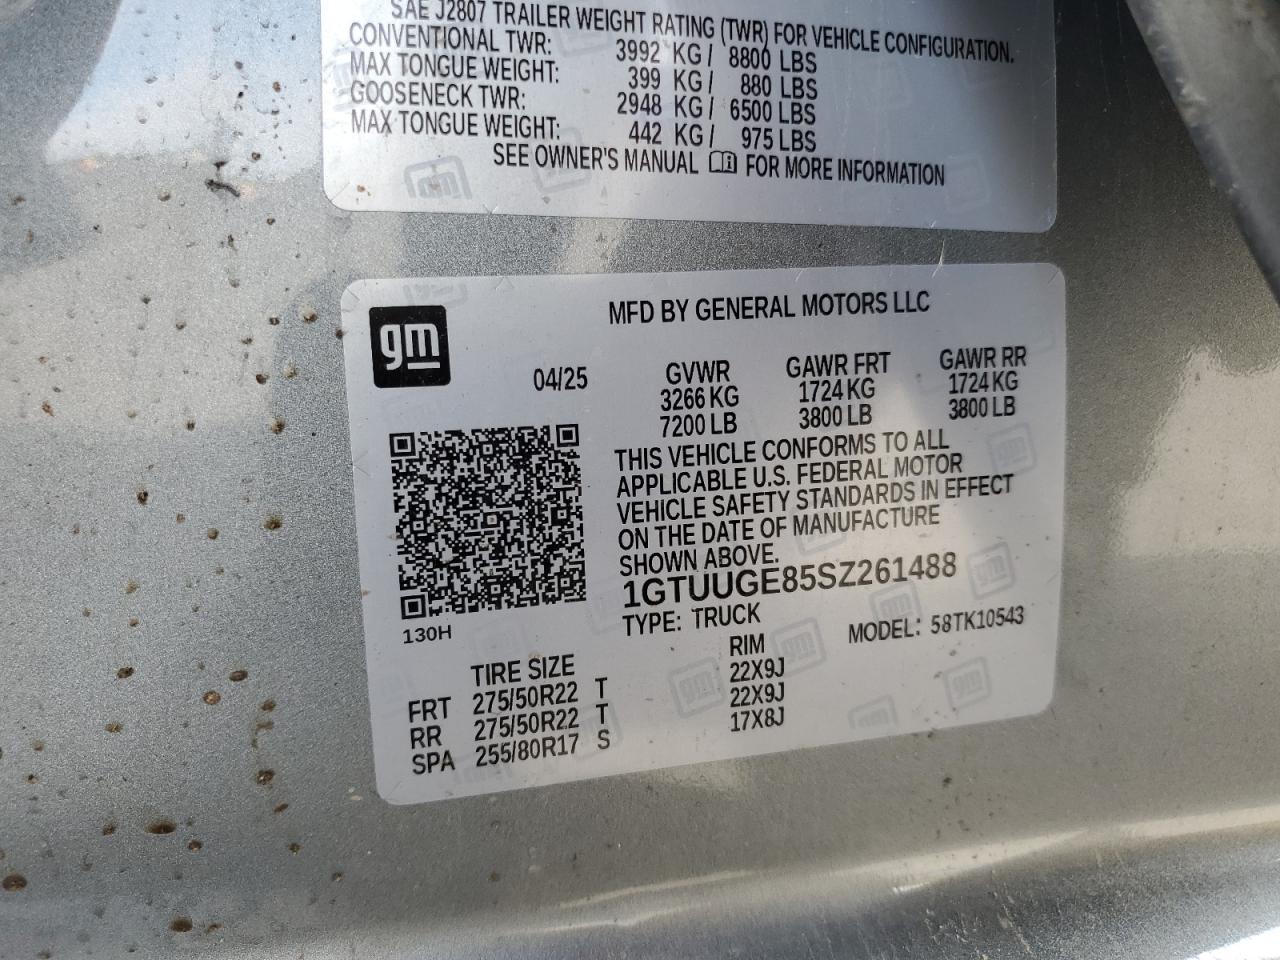 SAE J2807 TRAILER WEIGHT RATING (TWR) FOR VEHICLE CONFIGURATION.
CONVENTIONAL TWR: 3992 KG/ 8800 LBS
MAX TONGUE WEIGHT: 399 KG/ 880 LBS
GOOSENECK TWR: 2948 KG/ 6500 LBS
MAX TONGUE WEIGHT: 442 KG/ 975 LBS
SEE OWNER'S MANUAL FOR MORE INFORMATION
gm
MFD BY GENERAL MOTORS LLC
04/25 GVWR GAWR FRT GAWR RR
3266 KG 1724 KG 1724 KG
7200 LB 3800 LB 3800 LB
THIS VEHICLE CONFORMS TO ALL
APPLICABLE U.S. FEDERAL MOTOR
VEHICLE SAFETY STANDARDS IN EFFECT
ON THE DATE OF MANUFACTURE
SHOWN ABOVE.
1GTUUGE85SZ261488
TYPE: TRUCK MODEL: 58TK10543
130H
TIRE SIZE RIM
FRT 275/50R22 T 22X9J
RR 275/50R22 T 22X9J
SPA 255/80R17 S 17X8J